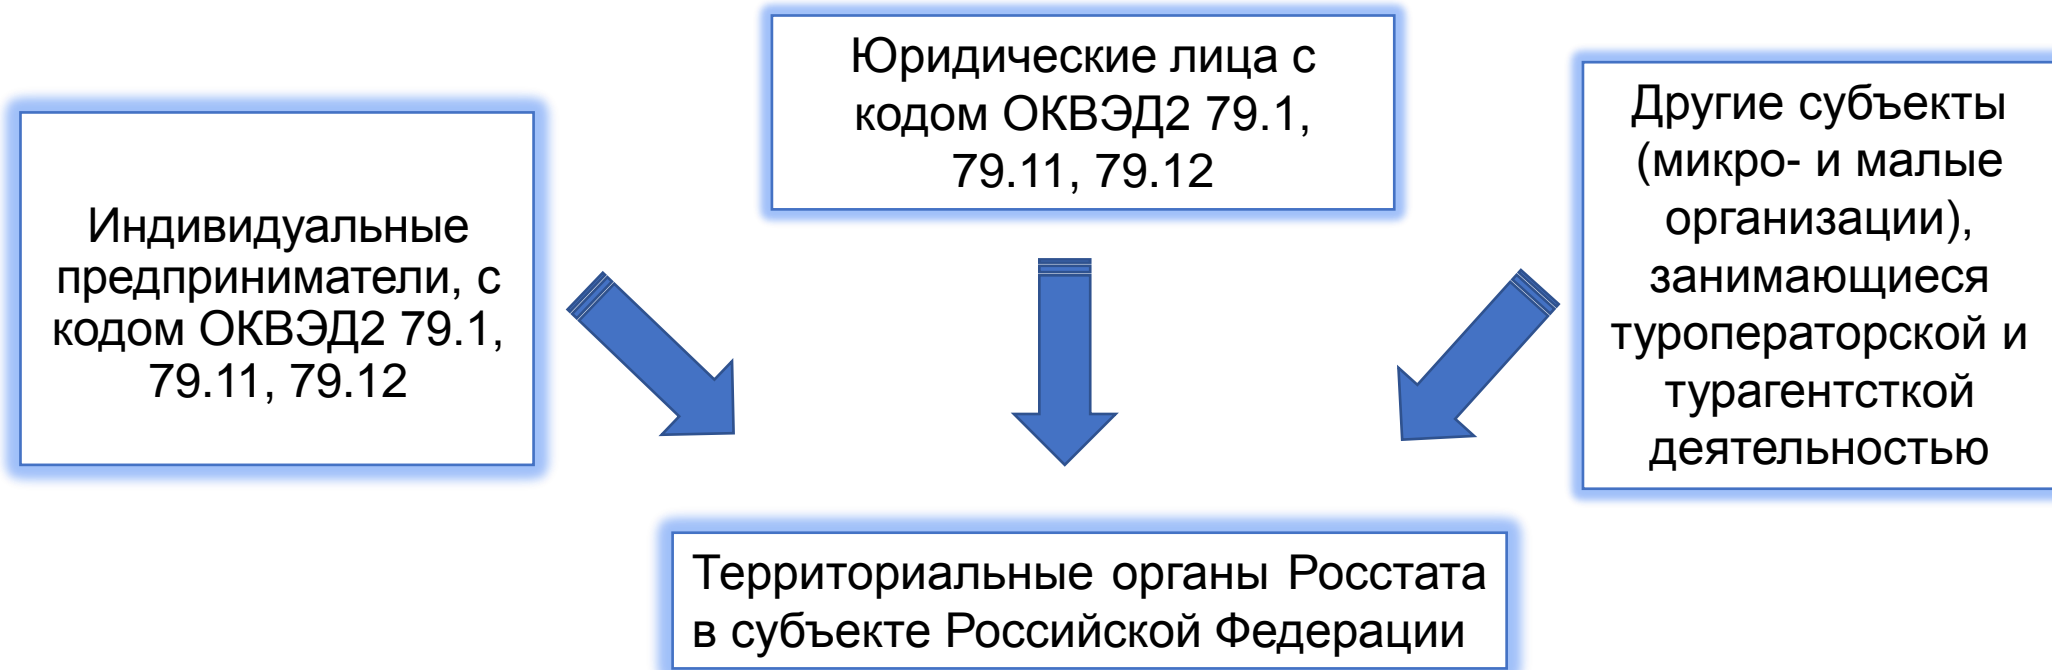 Индивидуальные
предприниматели, с
кодом ОКВЭД2 79.1,
79.11, 79.12
Юридические лица с
кодом ОКВЭД2 79.1,
79.11, 79.12
Другие субъекты
(микро- и малые
организации),
занимающиеся
туроператорской и
турагентсткой
деятельностью
Территориальные органы Росстата
в субъекте Российской Федерации